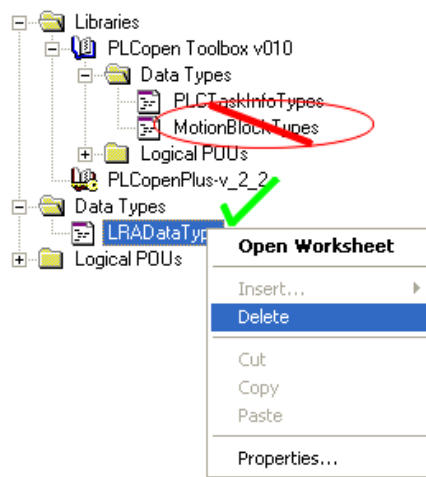 Libraries
PLCopen Toolbox v010
Data Types
PLCTaskInfoTypes
MotionBlockTypes
Logical POUs
PLCopenPlus-v_2_2
Data Types
LRADataTyp
Logical POUs
Open Worksheet
Insert...
Delete
Cut
Copy
Paste
Properties...